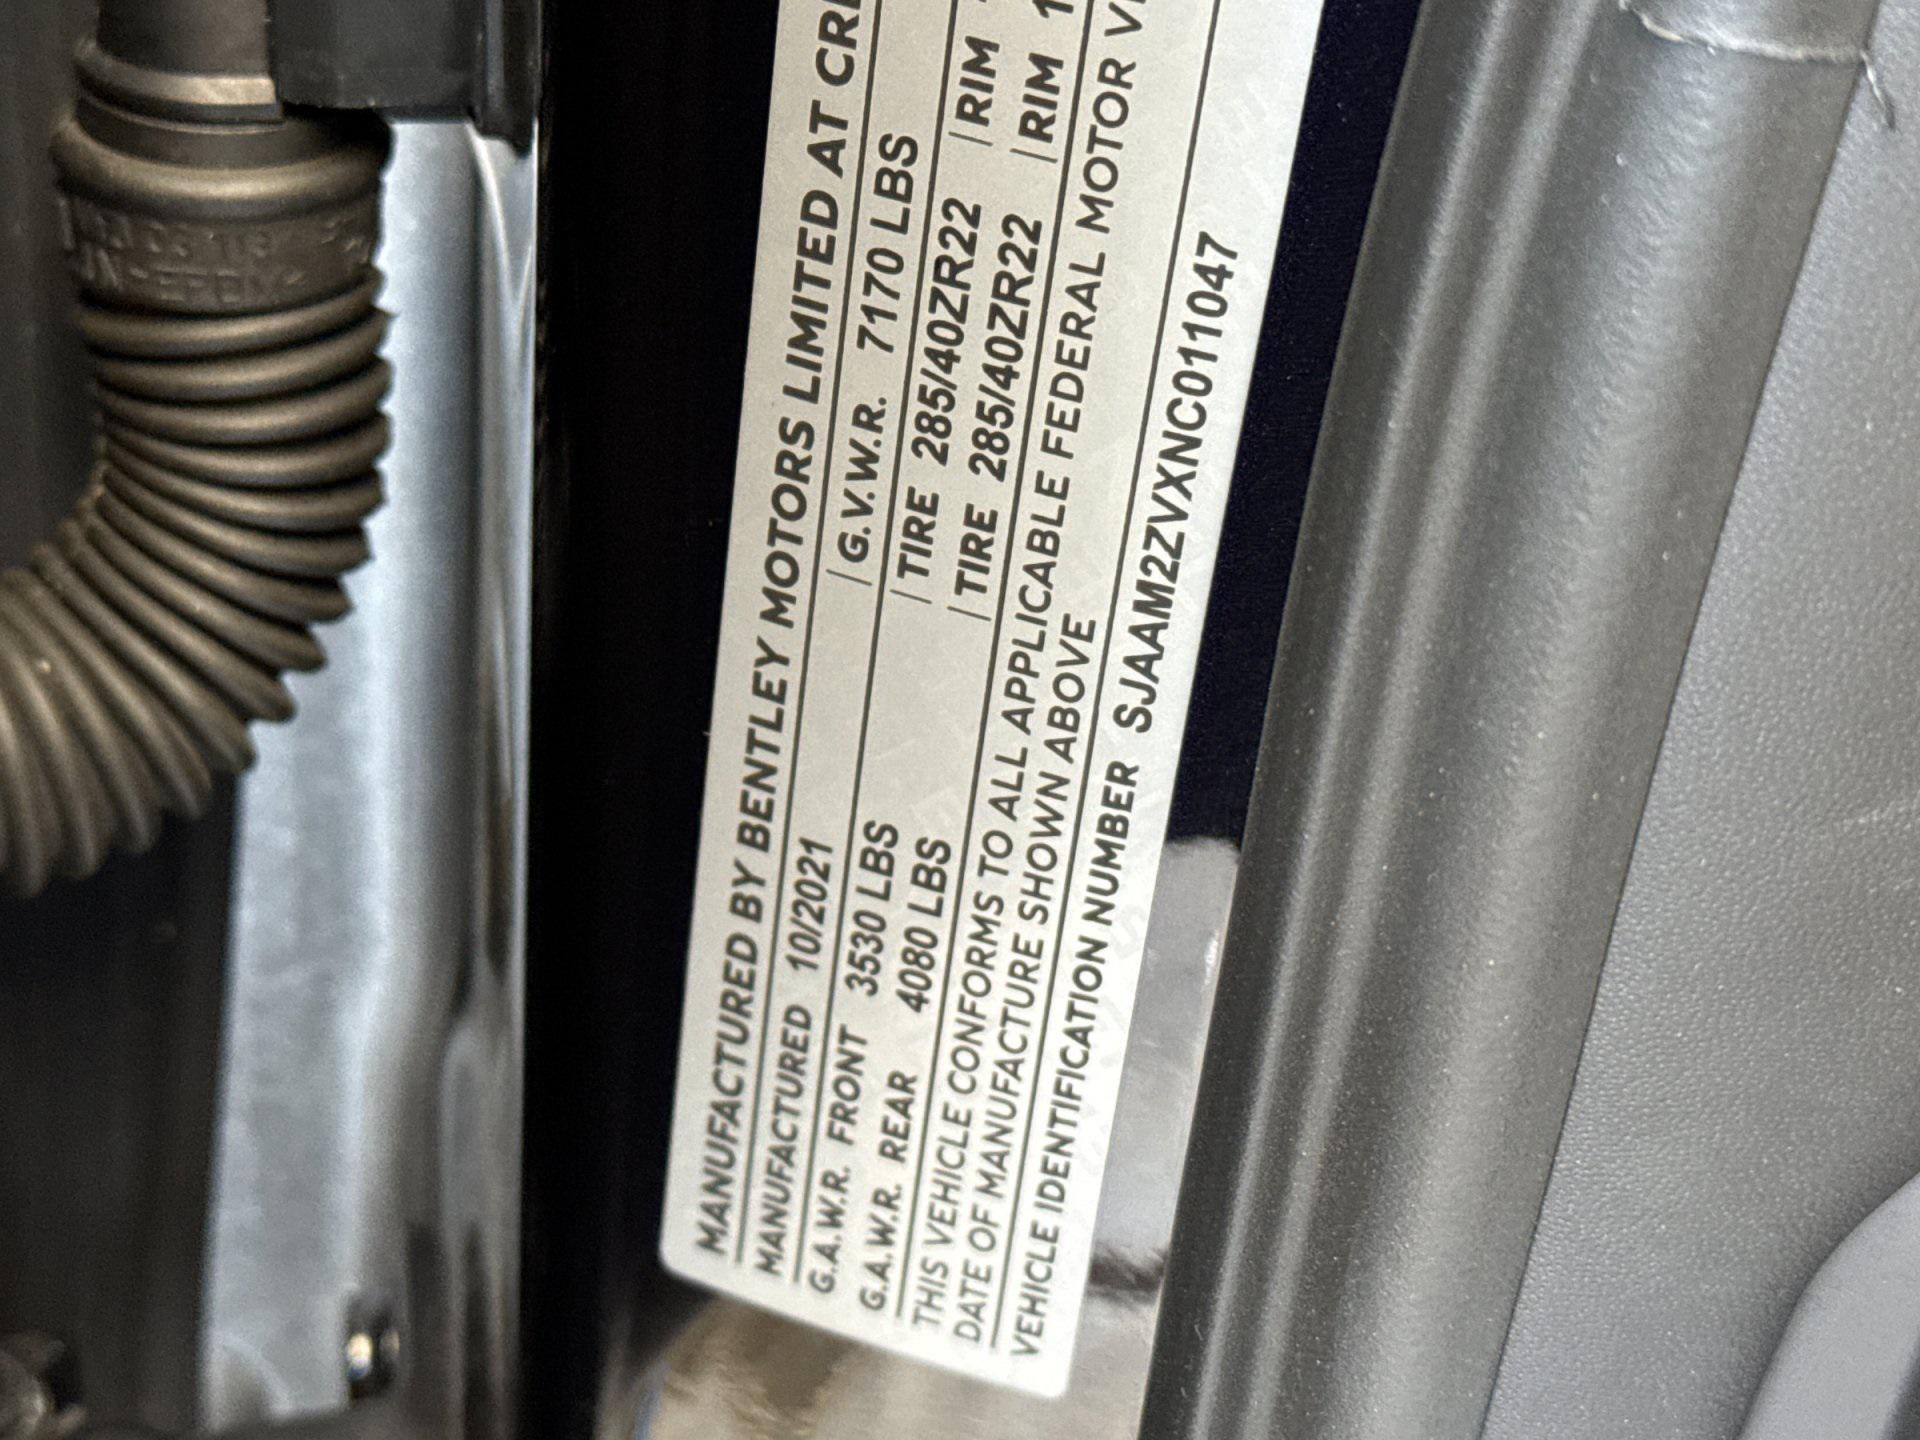 MANUFACTURED BY BENTLEY MOTORS LIMITED AT
MANUFACTURED 10/2021
G.V.W.R. 7170 LBS
G.A.W.R. FRONT 3530 LBS | TIRE 285/40ZR22 | RIM
G.A.W.R. REAR 4080 LBS | TIRE 285/40ZR22 | RIM
THIS VEHICLE CONFORMS TO ALL APPLICABLE FEDERAL MOTOR
DATE OF MANUFACTURE SHOWN ABOVE
VEHICLE IDENTIFICATION NUMBER SJAAM2ZVXNC011047